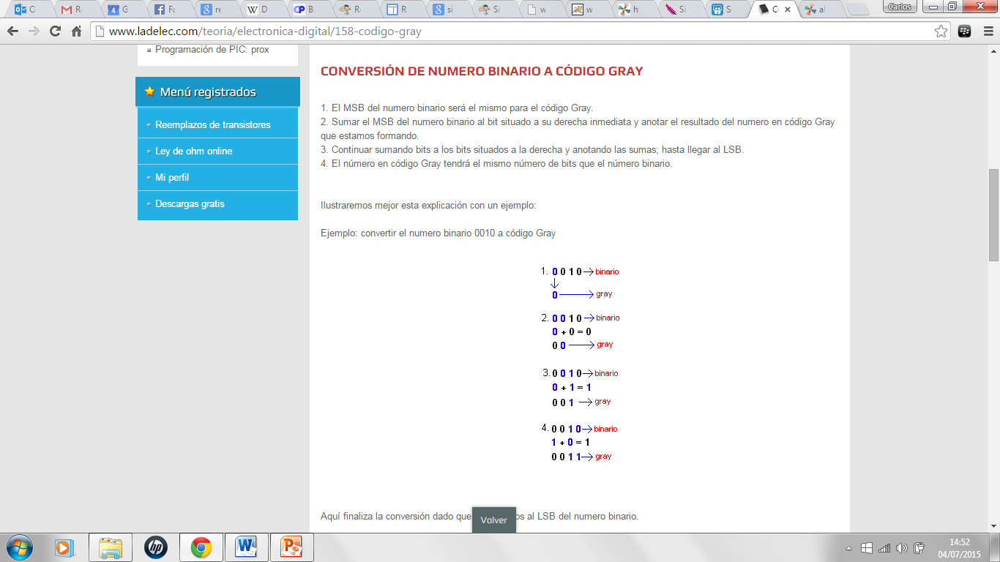 O
R
4 G
Fa
re
W D
CP B
Re
R
si
Si
w
w
h
Si
S
C
al
Carlos
www.ladelec.com/teoria/electronica-digital/158-codigo-gray
Programación de PIC: prox
Menú registrados
Reemplazos de transistores
Ley de ohm online
Mi perfil
Descargas gratis
CONVERSIÓN DE NUMERO BINARIO A CÓDIGO GRAY
1. El MSB del numero binario será el mismo para el código Gray.
2. Sumar el MSB del numero binario al bit situado a su derecha inmediata y anotar el resultado del numero en código Gray
que estamos formando.
3. Continuar sumando bits a los bits situados a la derecha y anotando las sumas; hasta llegar al LSB.
4. El número en código Gray tendrá el mismo número de bits que el número binario.
Ilustraremos mejor esta explicación con un ejemplo:
Ejemplo: convertir el numero binario 0010 a código Gray
1. 0 0 1 0 binario
0 gray
2. 0 0 1 0 binario
0 + 0 = 0
0 0 gray
3. 0 0 1 0 binario
0 + 1 = 1
0 0 1 gray
4. 0 0 1 0 binario
1 + 0 = 1
0 0 1 1 gray
Aquí finaliza la conversión dado que os al LSB del numero binario.
Volver
hp
14:52
04/07/2015